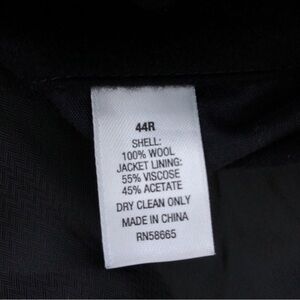 44R
SHELL:
100% WOOL
JACKET LINING:
55% VISCOSE
45% ACETATE
DRY CLEAN ONLY
MADE IN CHINA
RN58665